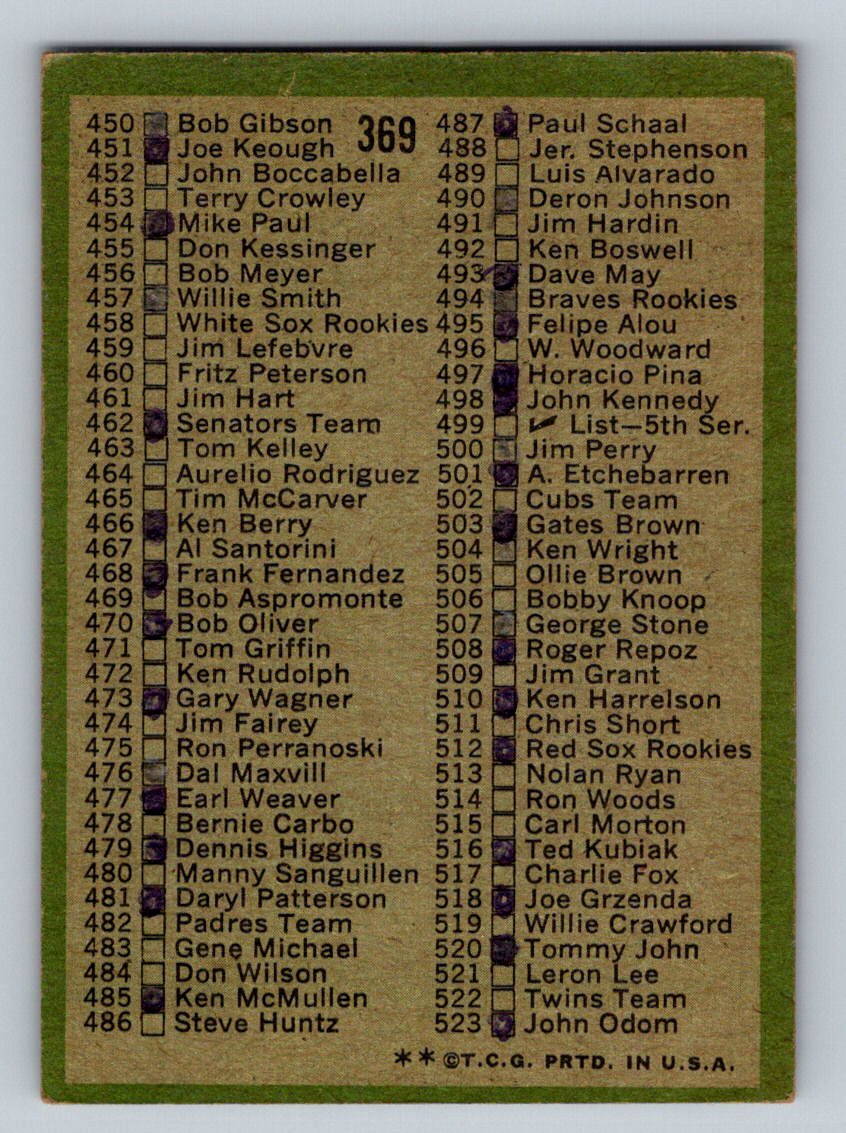 369
450 Bob Gibson
451 Joe Keough
452 John Boccabella
453 Terry Crowley
454 Mike Paul
455 Don Kessinger
456 Bob Meyer
457 Willie Smith
458 White Sox Rookies
459 Jim Lefebvre
460 Fritz Peterson
461 Jim Hart
462 Senators Team
463 Tom Kelley
464 Aurelio Rodriguez
465 Tim McCarver
466 Ken Berry
467 Al Santorini
468 Frank Fernandez
469 Bob Aspromonte
470 Bob Oliver
471 Tom Griffin
472 Ken Rudolph
473 Gary Wagner
474 Jim Fairey
475 Ron Perranoski
476 Dal Maxvill
477 Earl Weaver
478 Bernie Carbo
479 Dennis Higgins
480 Manny Sanguillen
481 Daryl Patterson
482 Padres Team
483 Gene Michael
484 Don Wilson
485 Ken McMullen
486 Steve Huntz
487 Paul Schaal
488 Jer. Stephenson
489 Luis Alvarado
490 Deron Johnson
491 Jim Hardin
492 Ken Boswell
493 Dave May
494 Braves Rookies
495 Felipe Alou
496 W. Woodward
497 Horacio Pina
498 John Kennedy
499 ✔ List—5th Ser.
500 Jim Perry
501 A. Etchebarren
502 Cubs Team
503 Gates Brown
504 Ken Wright
505 Ollie Brown
506 Bobby Knoop
507 George Stone
508 Roger Repoz
509 Jim Grant
510 Ken Harrelson
511 Chris Short
512 Red Sox Rookies
513 Nolan Ryan
514 Ron Woods
515 Carl Morton
516 Ted Kubiak
517 Charlie Fox
518 Joe Grzenda
519 Willie Crawford
520 Tommy John
521 Leron Lee
522 Twins Team
523 John Odom
**©T.C.G. PRTD. IN U.S.A.